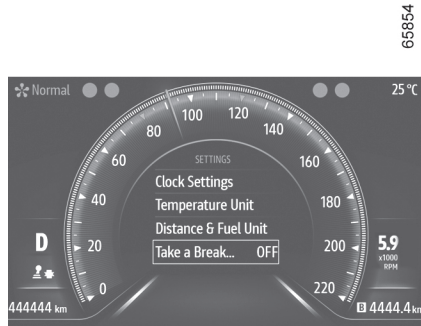 65854
Normal
25 °C
80
100
120
140
60
SETTINGS
160
Clock Settings
40
Temperature Unit
180
Distance & Fuel Unit
D
20
Take a Break... OFF
200
5.9
x1000
RPM
0
220
444444 km
B 4444.4 km